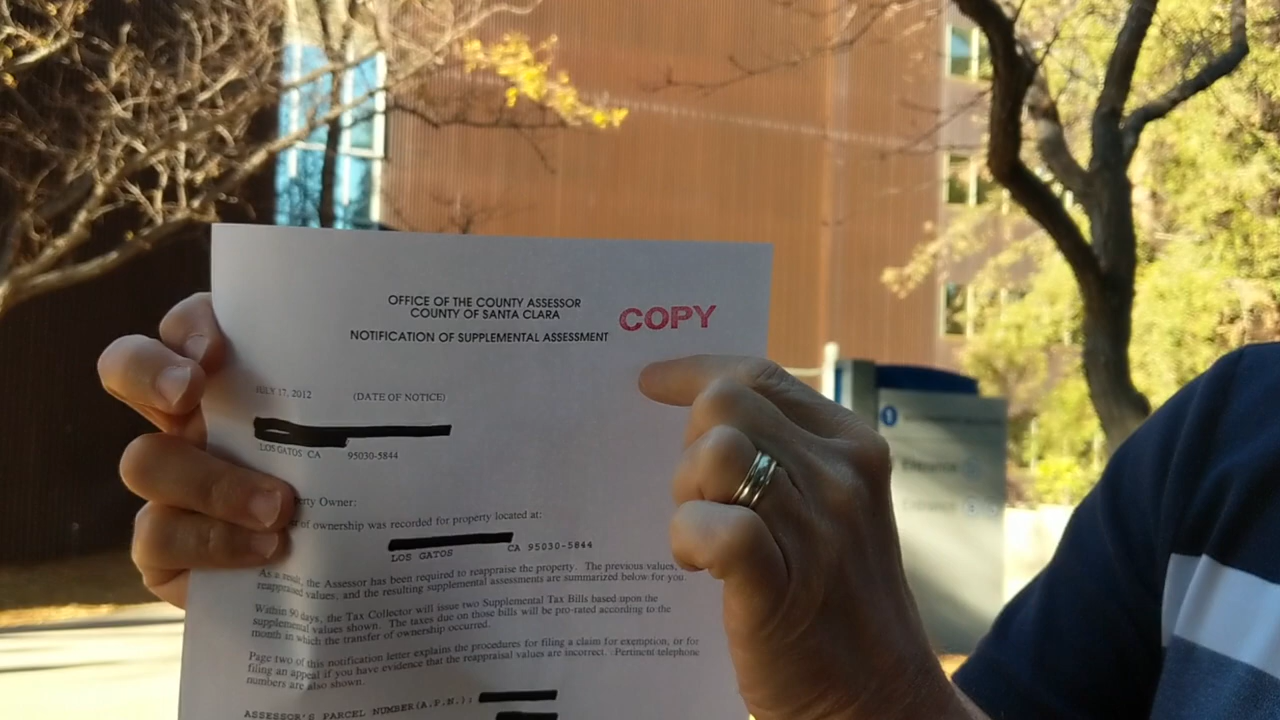 OFFICE OF THE COUNTY ASSESSOR
COUNTY OF SANTA CLARA
COPY
NOTIFICATION OF SUPPLEMENTAL ASSESSMENT
JULY 17, 2012 (DATE OF NOTICE)
LOS GATOS CA 95030-5844
erty Owner:
of ownership was recorded for property located at:
LOS GATOS CA 95030-5844
As a result, the Assessor has been required to reappraise the property. The previous values,
reappraised values, and the resulting supplemental assessments are summarized below for you.
Within 90 days, the Tax Collector will issue two Supplemental Tax Bills based upon the
supplemental values shown. The taxes due on those bills will be pro-rated according to the
month in which the transfer of ownership occurred.
Page two of this notification letter explains the procedures for filing a claim for exemption, or for
filing an appeal if you have evidence that the reappraisal values are incorrect. Pertinent telephone
numbers are also shown.
ASSESSOR'S PARCEL NUMBER(A.P.N.):
Entrance
Entrance